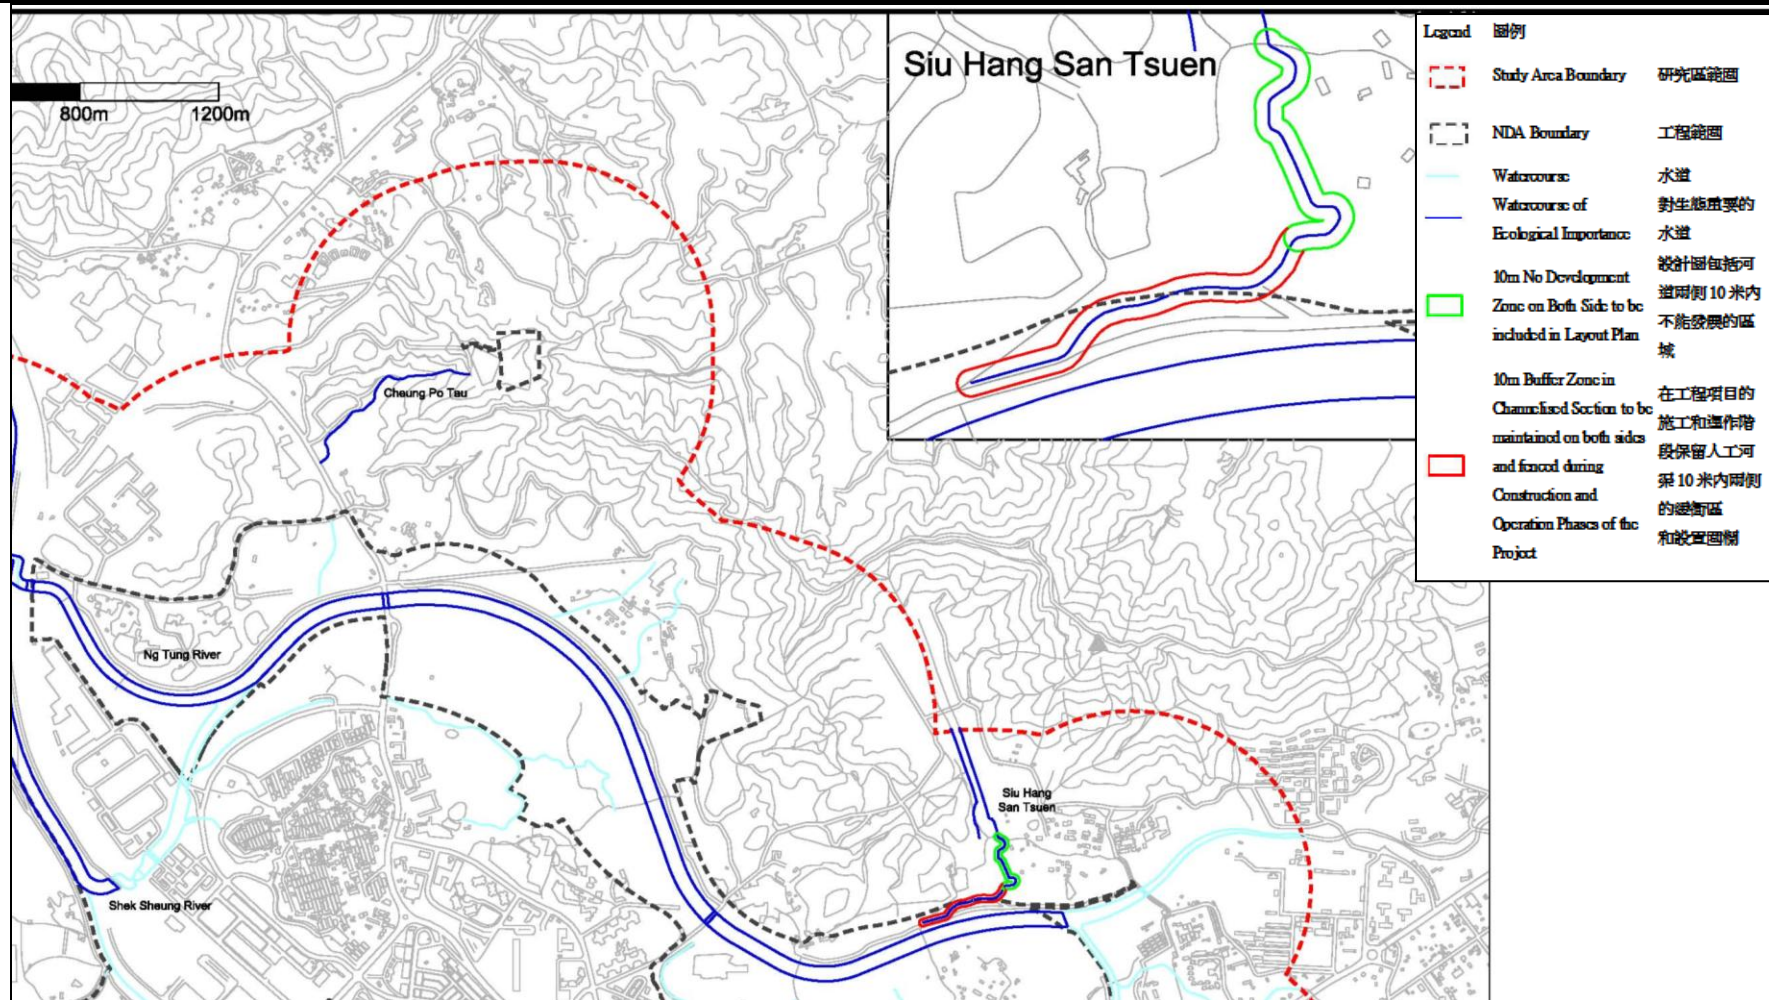 Siu Hang San Tsuen
800m 1200m
Cheung Po Tau
Ng Tung River
Siu Hang
San Tsuen
Shek Sheung River
Legend 圖例
Study Area Boundary 研究區範圍
NDA Boundary 工程範圍
Watercourse 水道
Watercourse of 對生態重要的
Ecological Importance 水道
10m No Development
Zone on Both Side to be
included in Layout Plan
設計圖包括河
道兩側 10 米內
不能發展的區
域
10m Buffer Zone in
Channelised Section to be
maintained on both sides
and fenced during
Construction and
Operation Phases of the
Project
在工程項目的
施工和運作階
段保留人工河
渠 10 米內兩側
的緩衝區
和設置圍欄